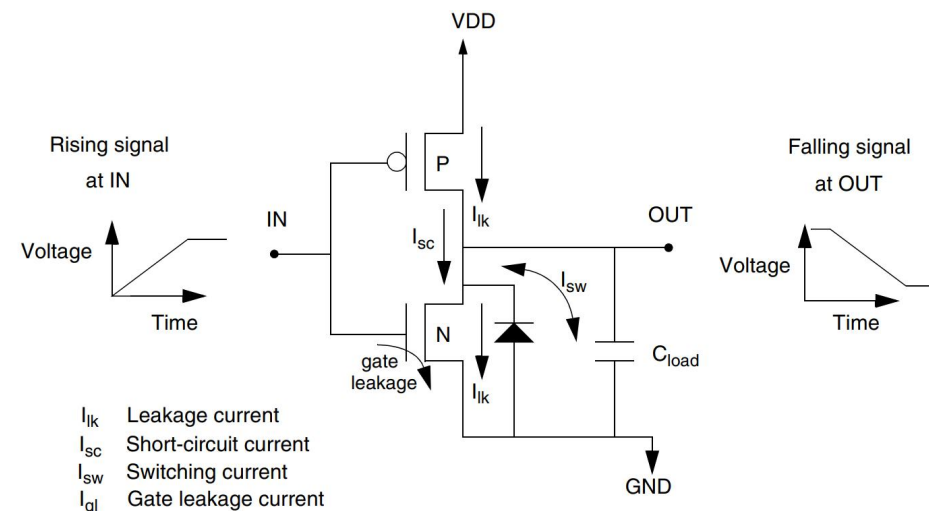 VDD
Rising signal
at IN
P
Falling signal
at OUT
IN
I_lk
OUT
I_sc
Voltage
I_sw
Voltage
Time
N
Time
gate
leakage
C_load
I_lk
I_lk Leakage current
I_sc Short-circuit current
I_sw Switching current
I_gl Gate leakage current
GND